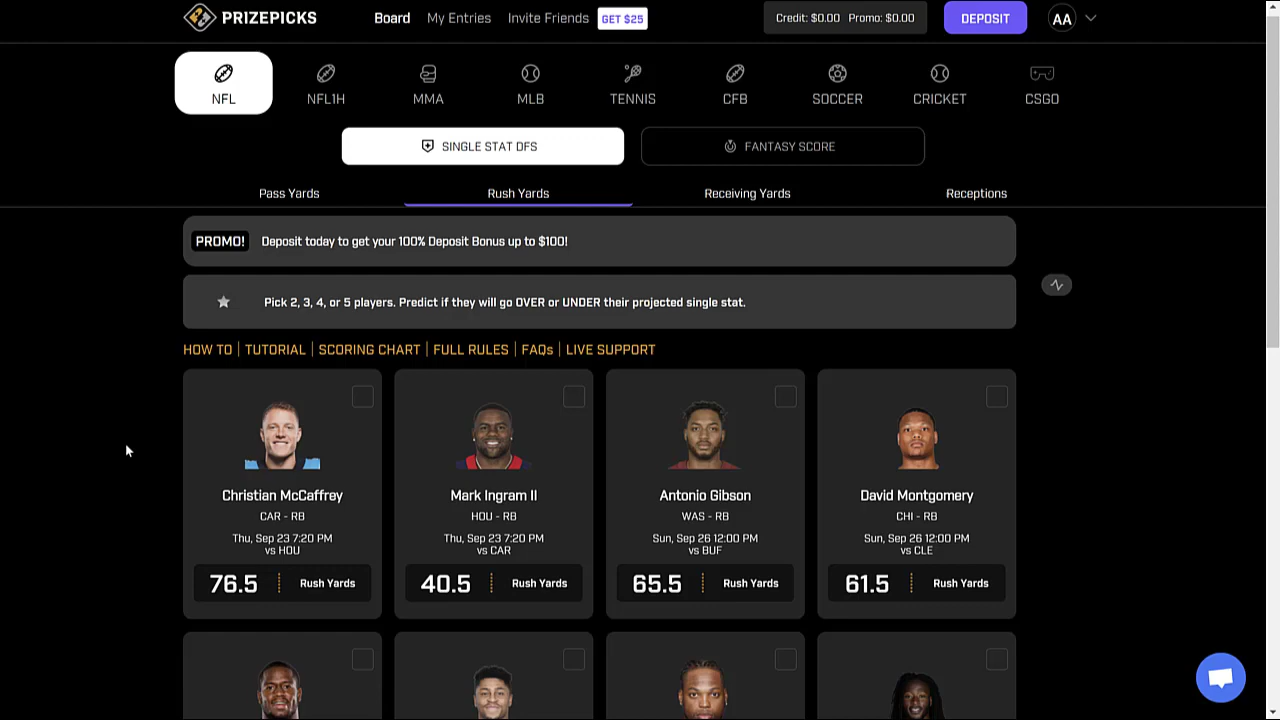 PRIZEPICKS
Board
My Entries
Invite Friends
GET $25
Credit: $0.00 Promo: $0.00
DEPOSIT
AA
NFL
NFL1H
MMA
MLB
TENNIS
CFB
SOCCER
CRICKET
CSGO
SINGLE STAT DFS
FANTASY SCORE
Pass Yards
Rush Yards
Receiving Yards
Receptions
PROMO! Deposit today to get your 100% Deposit Bonus up to $100!
Pick 2, 3, 4, or 5 players. Predict if they will go OVER or UNDER their projected single stat.
HOW TO | TUTORIAL | SCORING CHART | FULL RULES | FAQs | LIVE SUPPORT
Christian McCaffrey
CAR - RB
Thu, Sep 23 7:20 PM
vs HOU
76.5 Rush Yards
Mark Ingram II
HOU - RB
Thu, Sep 23 7:20 PM
vs CAR
40.5 Rush Yards
Antonio Gibson
WAS - RB
Sun, Sep 26 12:00 PM
vs BUF
65.5 Rush Yards
David Montgomery
CHI - RB
Sun, Sep 26 12:00 PM
vs CLE
61.5 Rush Yards